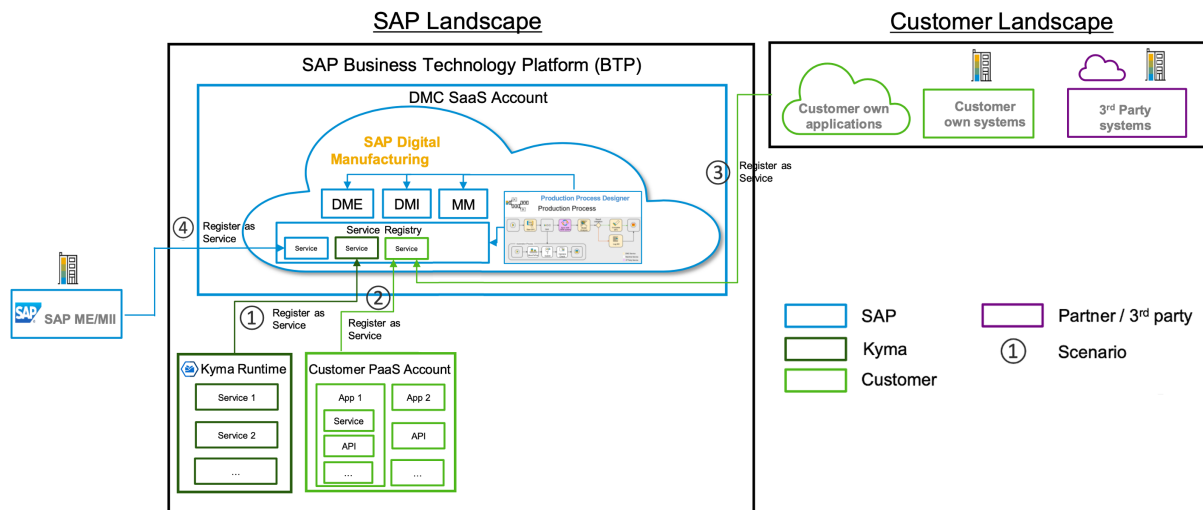 SAP Landscape
Customer Landscape
SAP Business Technology Platform (BTP)
DMC SaaS Account
SAP Digital
Manufacturing
DME
DMI
MM
Production Process Designer
Production Process
Service Registry
Service
Service
Service
④
Register as
Service
SAP
SAP ME/MII
①
Register as
Service
②
Register as
Service
③
Register as
Service
Customer own
applications
Customer
own systems
3rd Party
systems
Kyma Runtime
Service 1
Service 2
...
Customer PaaS Account
App 1
Service
API
...
App 2
API
...
SAP
Kyma
Customer
Partner / 3rd party
①
Scenario